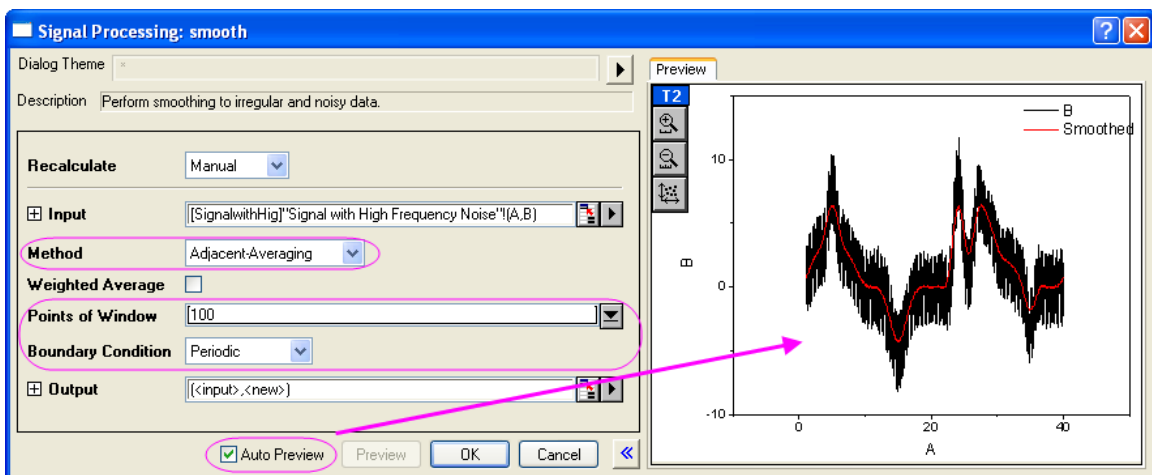 Signal Processing: smooth
Dialog Theme *
Description Perform smoothing to irregular and noisy data.
Recalculate Manual
Input [SignalwithHig]"Signal with High Frequency Noise"!(A,B)
Method Adjacent-Averaging
Weighted Average
Points of Window 100
Boundary Condition Periodic
Output (<input>,<new>)
Auto Preview Preview OK Cancel
Preview
T2
B
Smoothed
10
0
-10
B
0 20 40
A